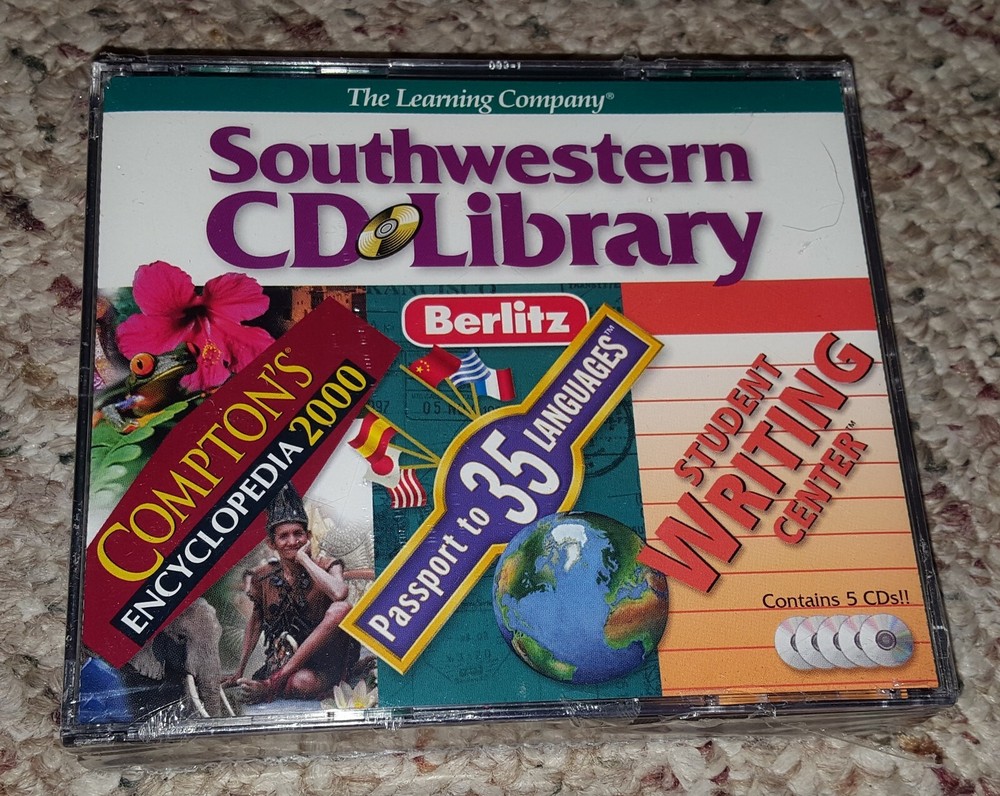 The Learning Company®
Southwestern
CD Library
COMPTON'S®
ENCYCLOPEDIA 2000
Berlitz
Passport to 35 LANGUAGES™
STUDENT
WRITING
CENTER™
Contains 5 CDs!!